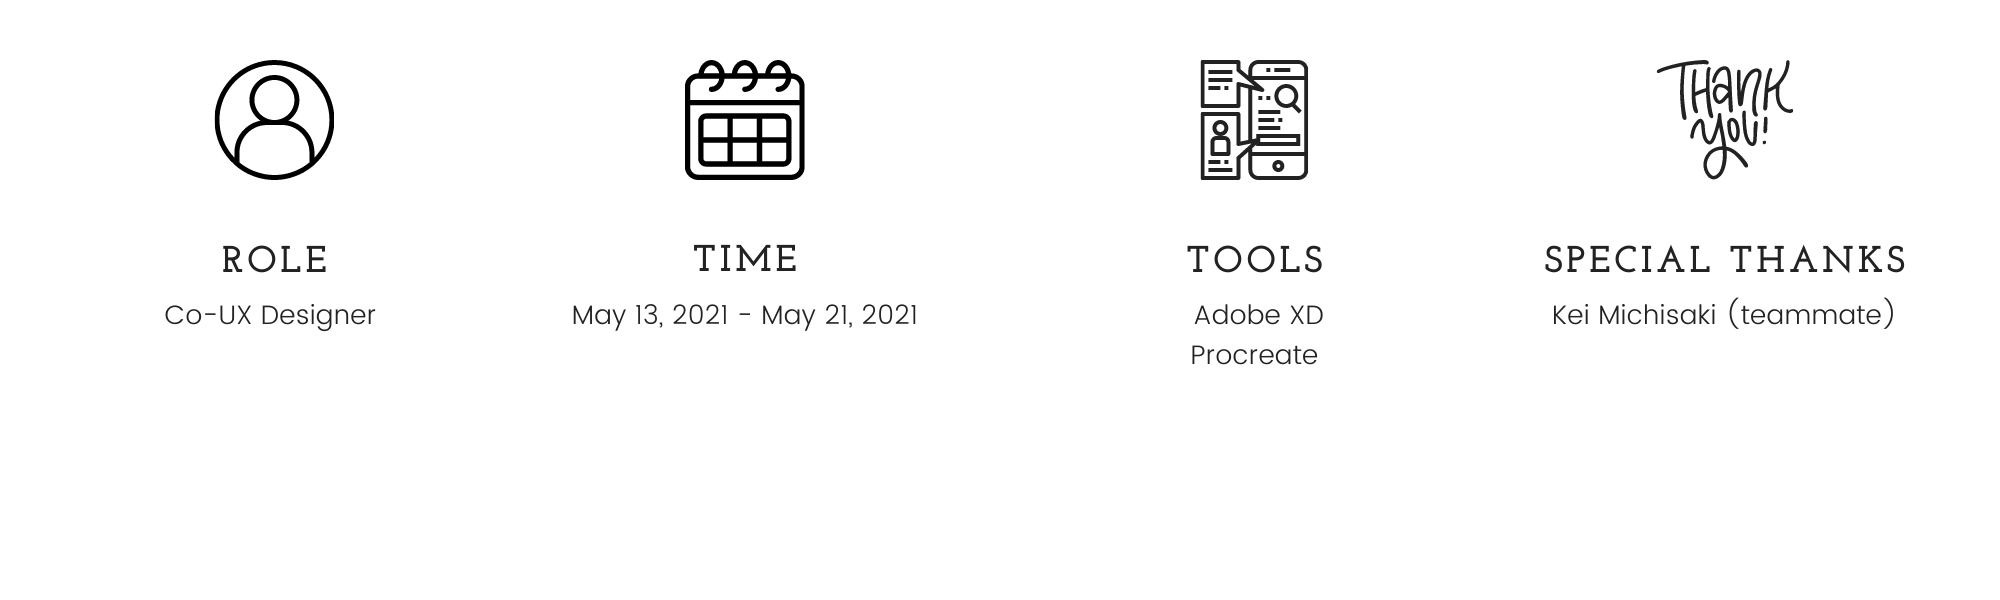 THANK
you!
ROLE
Co-UX Designer
TIME
May 13, 2021 - May 21, 2021
TOOLS
Adobe XD
Procreate
SPECIAL THANKS
Kei Michisaki (teammate)